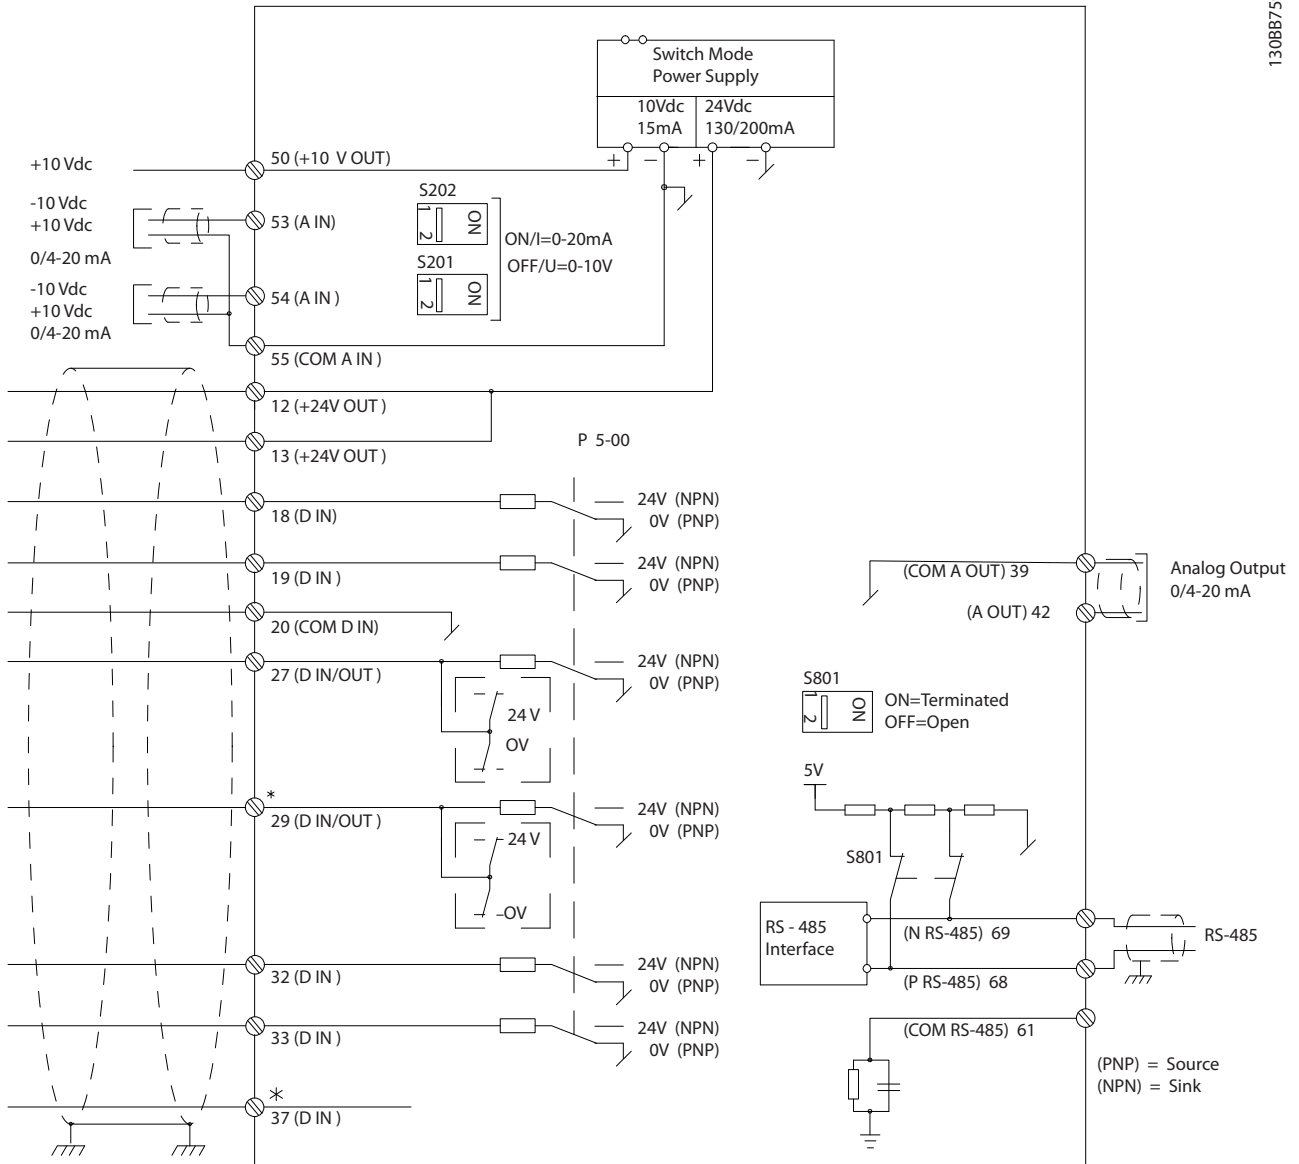 130BB75
Switch Mode
Power Supply
10Vdc
15mA
24Vdc
130/200mA
+ − + −
+10 Vdc
50 (+10 V OUT)
-10 Vdc
+10 Vdc
0/4-20 mA
53 (A IN)
S202
1 2 ON
ON/I=0-20mA
OFF/U=0-10V
S201
1 2 ON
-10 Vdc
+10 Vdc
0/4-20 mA
54 (A IN )
55 (COM A IN )
12 (+24V OUT )
13 (+24V OUT )
P 5-00
18 (D IN)
24V (NPN)
0V (PNP)
19 (D IN )
24V (NPN)
0V (PNP)
20 (COM D IN)
27 (D IN/OUT )
24V (NPN)
0V (PNP)
24 V
OV
*
29 (D IN/OUT )
24V (NPN)
0V (PNP)
24 V
OV
32 (D IN )
24V (NPN)
0V (PNP)
33 (D IN )
24V (NPN)
0V (PNP)
*
37 (D IN )
(COM A OUT) 39
(A OUT) 42
Analog Output
0/4-20 mA
S801
1 2 ON
ON=Terminated
OFF=Open
5V
S801
RS - 485
Interface
(N RS-485) 69
(P RS-485) 68
RS-485
(COM RS-485) 61
(PNP) = Source
(NPN) = Sink